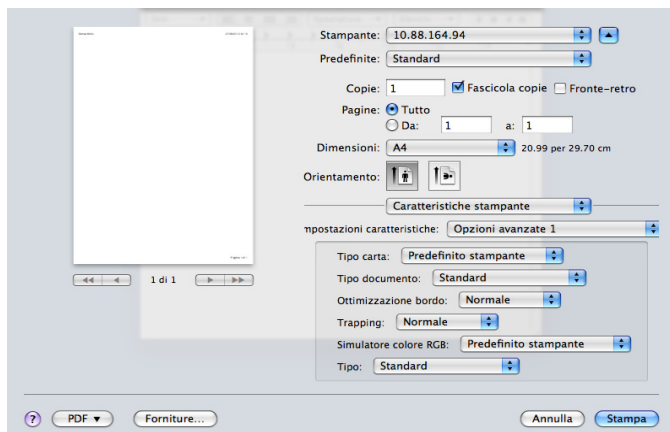 Stampante: 10.88.164.94
Predefinite: Standard
Copie: 1 Fascicola copie Fronte-retro
Pagine: Tutto
Da: 1 a: 1
Dimensioni: A4 20.99 per 29.70 cm
Orientamento:
Caratteristiche stampante
mpostazioni caratteristiche: Opzioni avanzate 1
Tipo carta: Predefinito stampante
1 di 1
Tipo documento: Standard
Ottimizzazione bordo: Normale
Trapping: Normale
Simulatore colore RGB: Predefinito stampante
Tipo: Standard
? PDF Forniture... Annulla Stampa